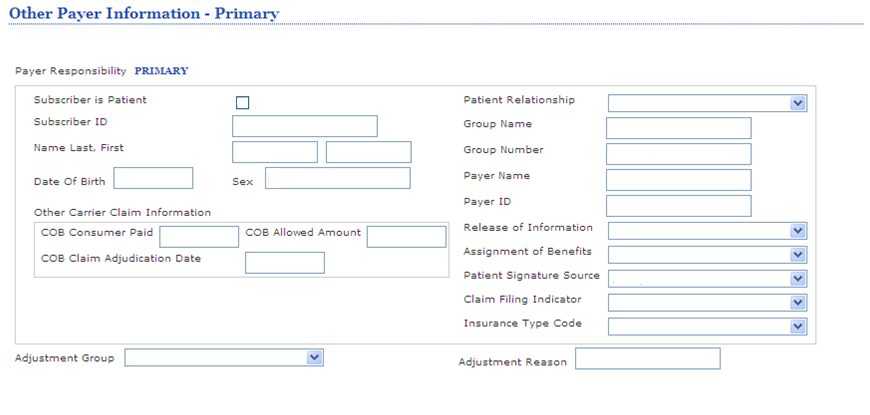 Other Payer Information - Primary
Payer Responsibility PRIMARY
Subscriber is Patient
Subscriber ID
Name Last, First
Date Of Birth Sex
Other Carrier Claim Information
COB Consumer Paid COB Allowed Amount
COB Claim Adjudication Date
Patient Relationship
Group Name
Group Number
Payer Name
Payer ID
Release of Information
Assignment of Benefits
Patient Signature Source
Claim Filing Indicator
Insurance Type Code
Adjustment Group Adjustment Reason